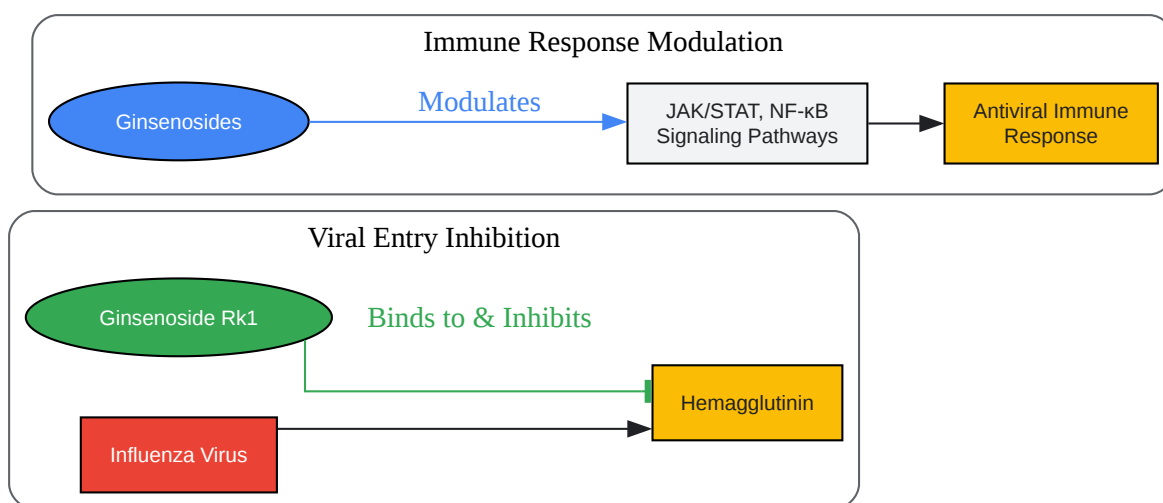 Immune Response Modulation
Ginsenosides
Modulates
JAK/STAT, NF-κB
Signaling Pathways
Antiviral Immune
Response
Viral Entry Inhibition
Ginsenoside Rk1
Binds to & Inhibits
Hemagglutinin
Influenza Virus